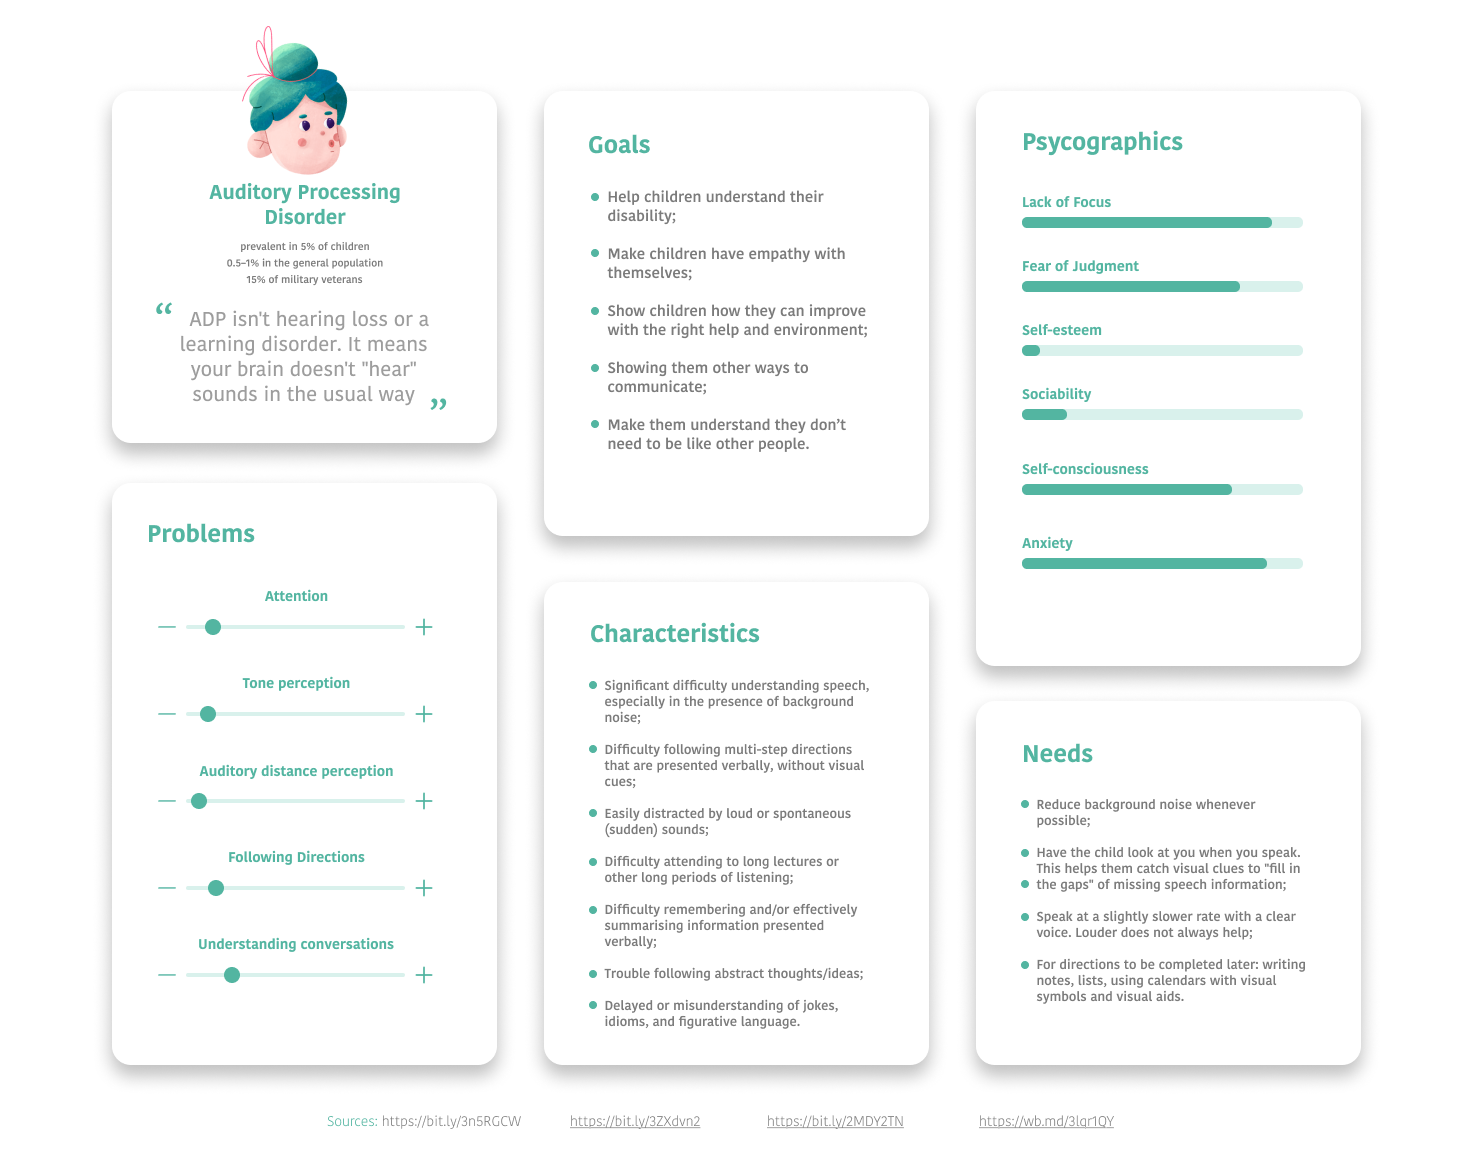 Auditory Processing
Disorder
prevalent in 5% of children
0.5–1% in the general population
15% of military veterans
“ ADP isn't hearing loss or a
learning disorder. It means
your brain doesn't "hear"
sounds in the usual way ”
Problems
Attention
Tone perception
Auditory distance perception
Following Directions
Understanding conversations
Goals
Help children understand their
disability;
Make children have empathy with
themselves;
Show children how they can improve
with the right help and environment;
Showing them other ways to
communicate;
Make them understand they don’t
need to be like other people.
Characteristics
Significant difficulty understanding speech,
especially in the presence of background
noise;
Difficulty following multi-step directions
that are presented verbally, without visual
cues;
Easily distracted by loud or spontaneous
(sudden) sounds;
Difficulty attending to long lectures or
other long periods of listening;
Difficulty remembering and/or effectively
summarising information presented
verbally;
Trouble following abstract thoughts/ideas;
Delayed or misunderstanding of jokes,
idioms, and figurative language.
Psycographics
Lack of Focus
Fear of Judgment
Self-esteem
Sociability
Self-consciousness
Anxiety
Needs
Reduce background noise whenever
possible;
Have the child look at you when you speak.
This helps them catch visual clues to "fill in
the gaps" of missing speech information;
Speak at a slightly slower rate with a clear
voice. Louder does not always help;
For directions to be completed later: writing
notes, lists, using calendars with visual
symbols and visual aids.
Sources: https://bit.ly/3n5RGCW https://bit.ly/3ZXdvn2 https://bit.ly/2MDY2TN https://wb.md/3lqr1QY